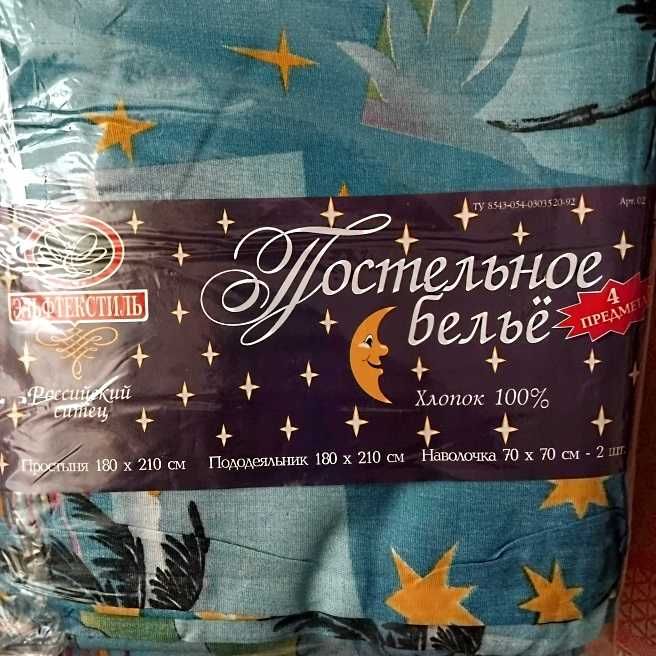 ТУ 8543-054-0303520-92 Арт. 02
Постельное
бельё
4
ПРЕДМЕТА
ЭЛЬФТЕКСТИЛЬ
Российский
ситец
Хлопок 100%
Простыня 180 х 210 см Пододеяльник 180 х 210 см Наволочка 70 х 70 см - 2 шт.